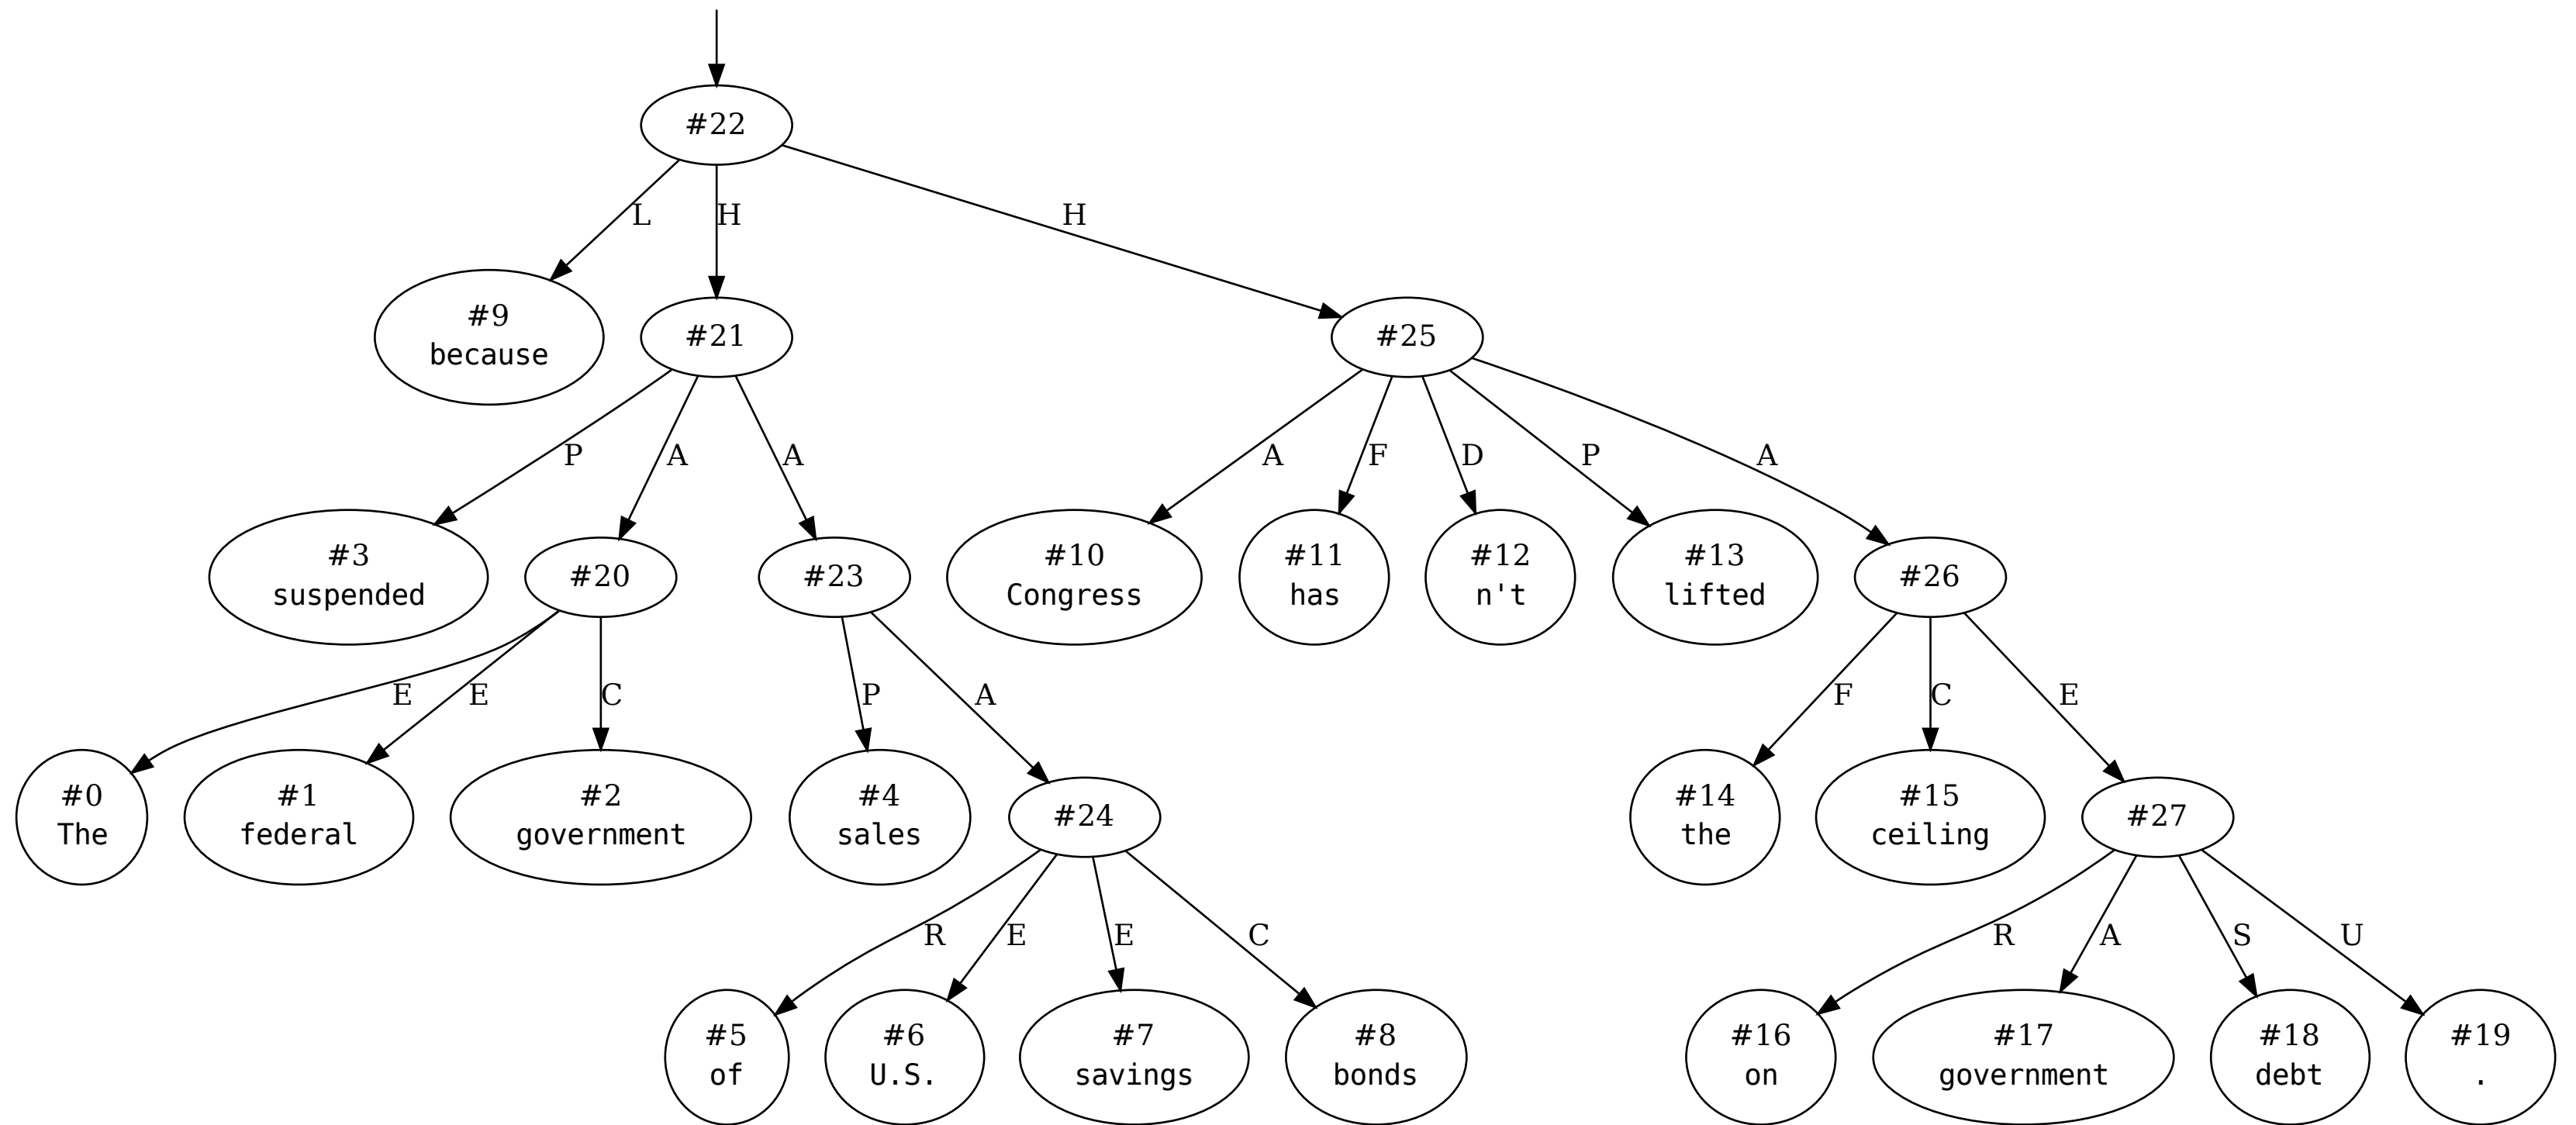 #22
L
H
H
#9
because
#21
#25
P
A
A
A
F
D
P
A
#3
suspended
#20
#23
#10
Congress
#11
has
#12
n't
#13
lifted
#26
E
E
C
P
A
F
C
E
#0
The
#1
federal
#2
government
#4
sales
#24
#14
the
#15
ceiling
#27
R
E
E
C
R
A
S
U
#5
of
#6
U.S.
#7
savings
#8
bonds
#16
on
#17
government
#18
debt
#19
.